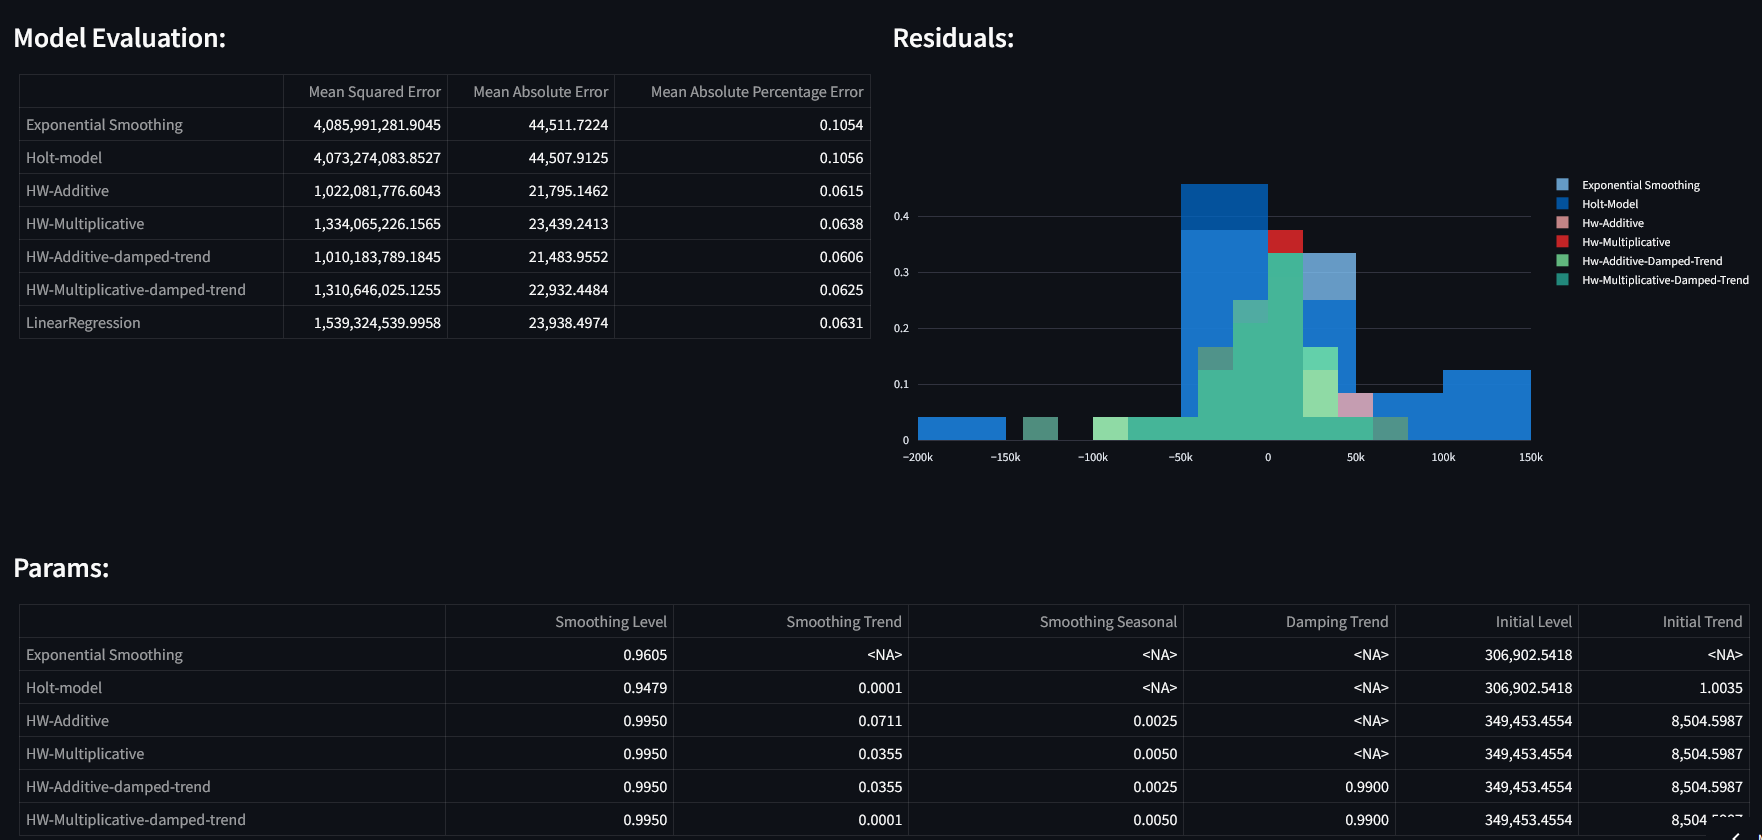 Model Evaluation:
Mean Squared Error Mean Absolute Error Mean Absolute Percentage Error
Exponential Smoothing 4,085,991,281.9045 44,511.7224 0.1054
Holt-model 4,073,274,083.8527 44,507.9125 0.1056
HW-Additive 1,022,081,776.6043 21,795.1462 0.0615
HW-Multiplicative 1,334,065,226.1565 23,439.2413 0.0638
HW-Additive-damped-trend 1,010,183,789.1845 21,483.9552 0.0606
HW-Multiplicative-damped-trend 1,310,646,025.1255 22,932.4484 0.0625
LinearRegression 1,539,324,539.9958 23,938.4974 0.0631
Residuals:
0.4
0.3
0.2
0.1
0
−200k −150k −100k −50k 0 50k 100k 150k
Exponential Smoothing
Holt-Model
Hw-Additive
Hw-Multiplicative
Hw-Additive-Damped-Trend
Hw-Multiplicative-Damped-Trend
Params:
Smoothing Level Smoothing Trend Smoothing Seasonal Damping Trend Initial Level Initial Trend
Exponential Smoothing 0.9605 <NA> <NA> <NA> 306,902.5418 <NA>
Holt-model 0.9479 0.0001 <NA> <NA> 306,902.5418 1.0035
HW-Additive 0.9950 0.0711 0.0025 <NA> 349,453.4554 8,504.5987
HW-Multiplicative 0.9950 0.0355 0.0050 <NA> 349,453.4554 8,504.5987
HW-Additive-damped-trend 0.9950 0.0355 0.0025 0.9900 349,453.4554 8,504.5987
HW-Multiplicative-damped-trend 0.9950 0.0001 0.0050 0.9900 349,453.4554